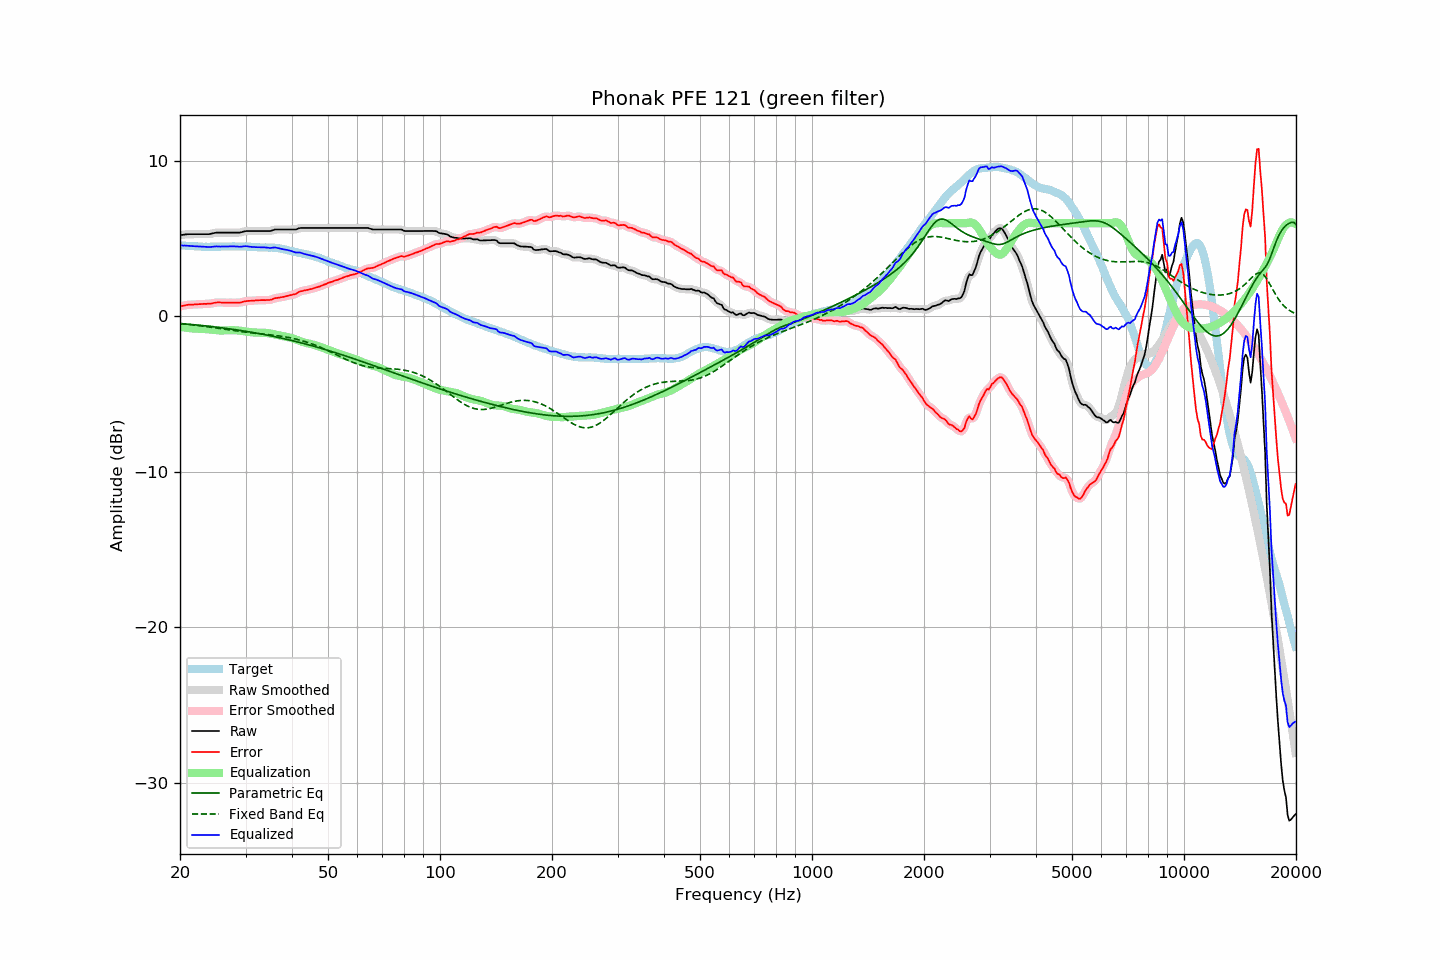 Phonak PFE 121 (green filter)
Amplitude (dBr)
10
0
−10
−20
−30
Target
Raw Smoothed
Error Smoothed
Raw
Error
Equalization
Parametric Eq
Fixed Band Eq
Equalized
20 50 100 200 500 1000 2000 5000 10000 20000
Frequency (Hz)